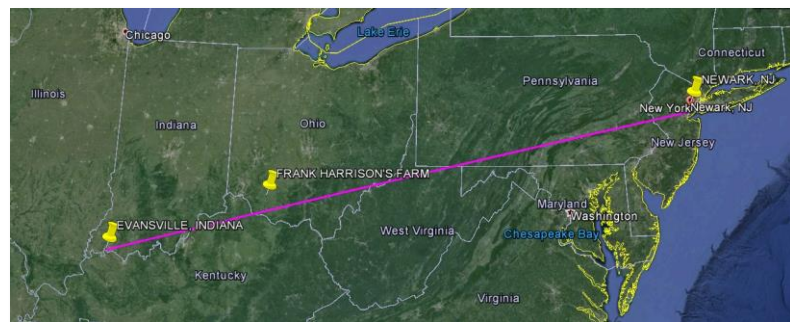 Lake Erie
Chicago
Connecticut
NEWARK, NJ
Pennsylvania
Illinois
New York
Newark, NJ
Indiana
Ohio
New Jersey
FRANK HARRISON'S FARM
Maryland
Washington
EVANSVILLE, INDIANA
West Virginia
Chesapeake Bay
Kentucky
Virginia